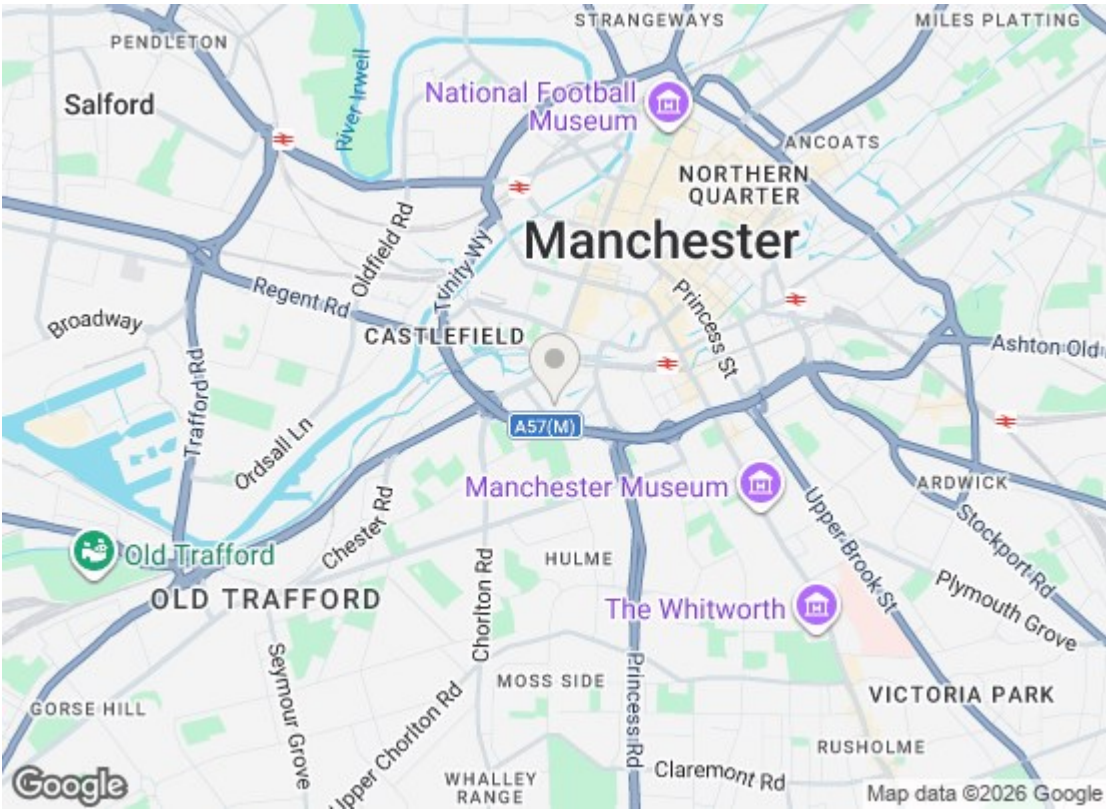 STRANGEWAYS
MILES PLATTING
PENDLETON
Salford
River Irwell
National Football
Museum
ANCOATS
NORTHERN
QUARTER
Manchester
Oldfield Rd
Trinity Wy
Regent Rd
Broadway
CASTLEFIELD
Princess St
Ashton Old
Trafford Rd
A57(M)
Ordsall Ln
Manchester Museum
ARDWICK
Chester Rd
Upper Brook St
Stockport Rd
Old Trafford
HULME
OLD TRAFFORD
Chorlton Rd
The Whitworth
Plymouth Grove
Seymour Grove
MOSS SIDE
Princess Rd
VICTORIA PARK
GORSE HILL
Upper Chorlton Rd
RUSHOLME
WHALLEY
RANGE
Claremont Rd
Google
Map data ©2026 Google